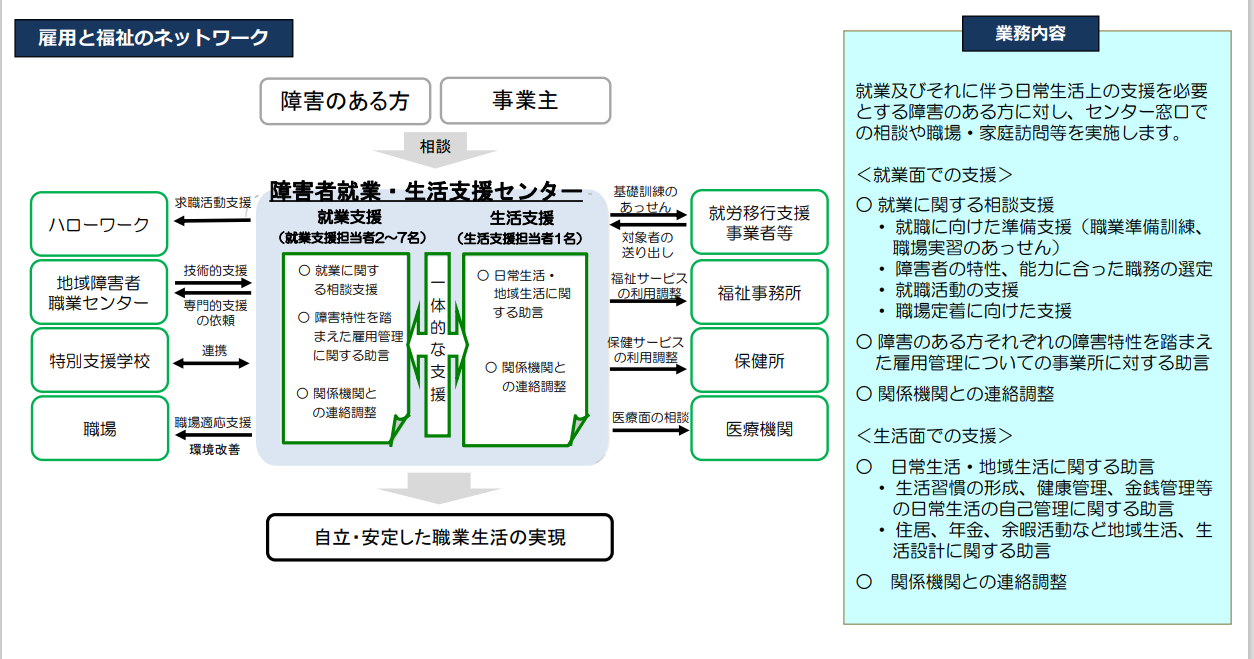 雇用と福祉のネットワーク
障害のある方
事業主
相談
障害者就業・生活支援センター
就業支援
(就業支援担当者2~7名)
生活支援
(生活支援担当者1名)
○ 就業に関す
る相談支援
○ 障害特性を踏
まえた雇用管理
に関する助言
○ 関係機関と
の連絡調整
一体的な支援
○ 日常生活・
地域生活に関
する助言
○ 関係機関と
の連絡調整
ハローワーク
求職活動支援
地域障害者
職業センター
技術的支援
専門的支援
の依頼
特別支援学校
連携
職場
職場適応支援
環境改善
基礎訓練の
あっせん
対象者の
送り出し
就労移行支援
事業者等
福祉サービス
の利用調整
福祉事務所
保健サービス
の利用調整
保健所
医療面の相談
医療機関
自立・安定した職業生活の実現
業務内容
就業及びそれに伴う日常生活上の支援を必要
とする障害のある方に対し、センター窓口で
の相談や職場・家庭訪問等を実施します。
<就業面での支援>
○ 就業に関する相談支援
・ 就職に向けた準備支援(職業準備訓練、
職場実習のあっせん)
・ 障害者の特性、能力に合った職務の選定
・ 就職活動の支援
・ 職場定着に向けた支援
○ 障害のある方それぞれの障害特性を踏まえ
た雇用管理についての事業所に対する助言
○ 関係機関との連絡調整
<生活面での支援>
○ 日常生活・地域生活に関する助言
・ 生活習慣の形成、健康管理、金銭管理等
の日常生活の自己管理に関する助言
・ 住居、年金、余暇活動など地域生活、生
活設計に関する助言
○ 関係機関との連絡調整